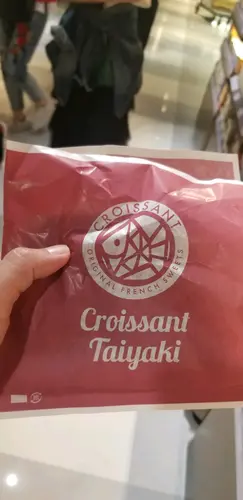 CROISSANT
ORIGINAL FRENCH SWEETS
Croissant
Taiyaki